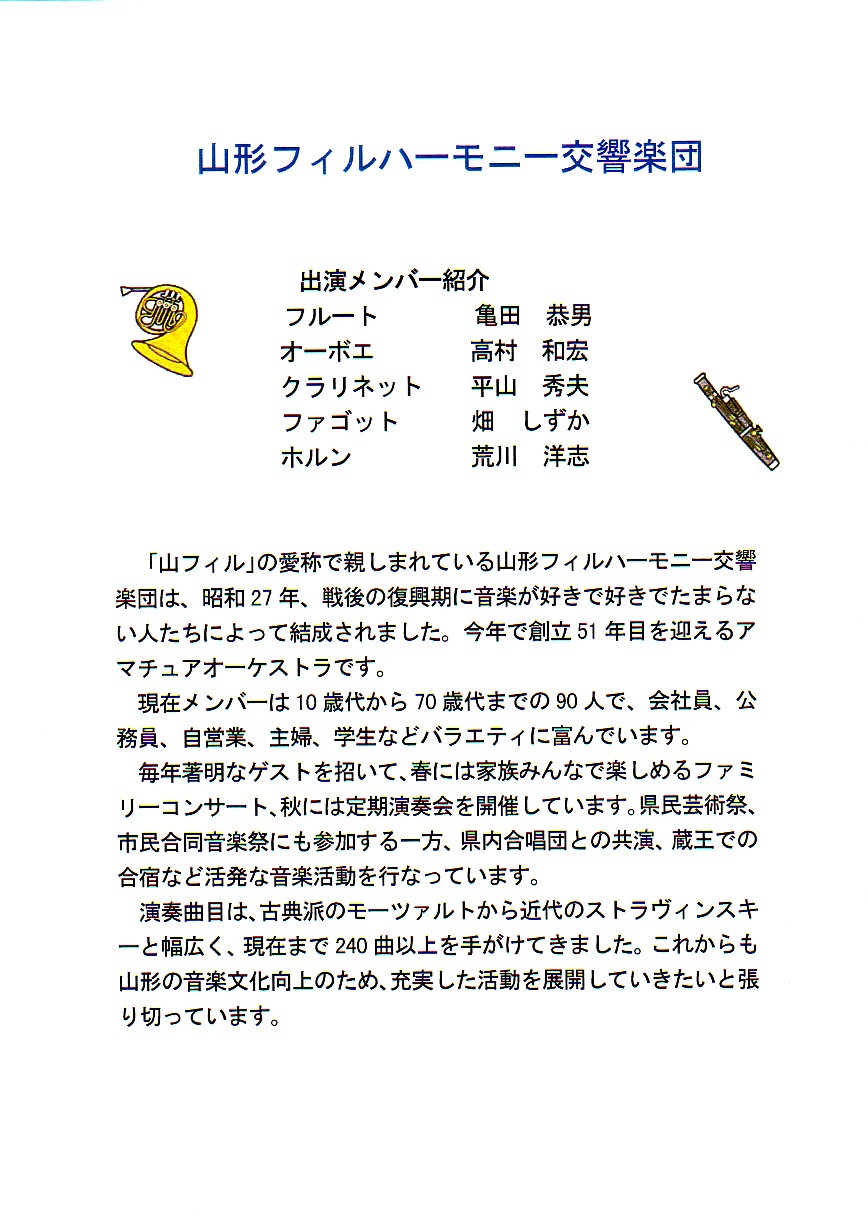 山形フィルハーモニー交響楽団
出演メンバー紹介
フルート 亀田 恭男
オーボエ 高村 和宏
クラリネット 平山 秀夫
ファゴット 畑 しずか
ホルン 荒川 洋志
「山フィル」の愛称で親しまれている山形フィルハーモニー交響
楽団は、昭和27年、戦後の復興期に音楽が好きで好きでたまらな
い人たちによって結成されました。今年で創立51年目を迎えるア
マチュアオーケストラです。
現在メンバーは10歳代から70歳代までの90人で、会社員、公
務員、自営業、主婦、学生などバラエティに富んでいます。
毎年著明なゲストを招いて、春には家族みんなで楽しめるファミ
リーコンサート、秋には定期演奏会を開催しています。県民芸術祭、
市民合同音楽祭にも参加する一方、県内合唱団との共演、蔵王での
合宿など活発な音楽活動を行なっています。
演奏曲目は、古典派のモーツァルトから近代のストラヴィンスキ
ーと幅広く、現在まで240曲以上を手がけてきました。これからも
山形の音楽文化向上のため、充実した活動を展開していきたいと張
り切っています。